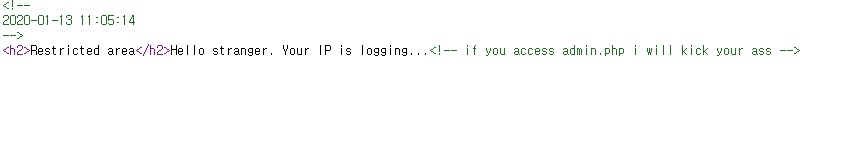 <!--
2020-01-13 11:05:14
-->
<h2>Restricted area</h2>Hello stranger. Your IP is logging...<!-- if you access admin.php i will kick your ass -->